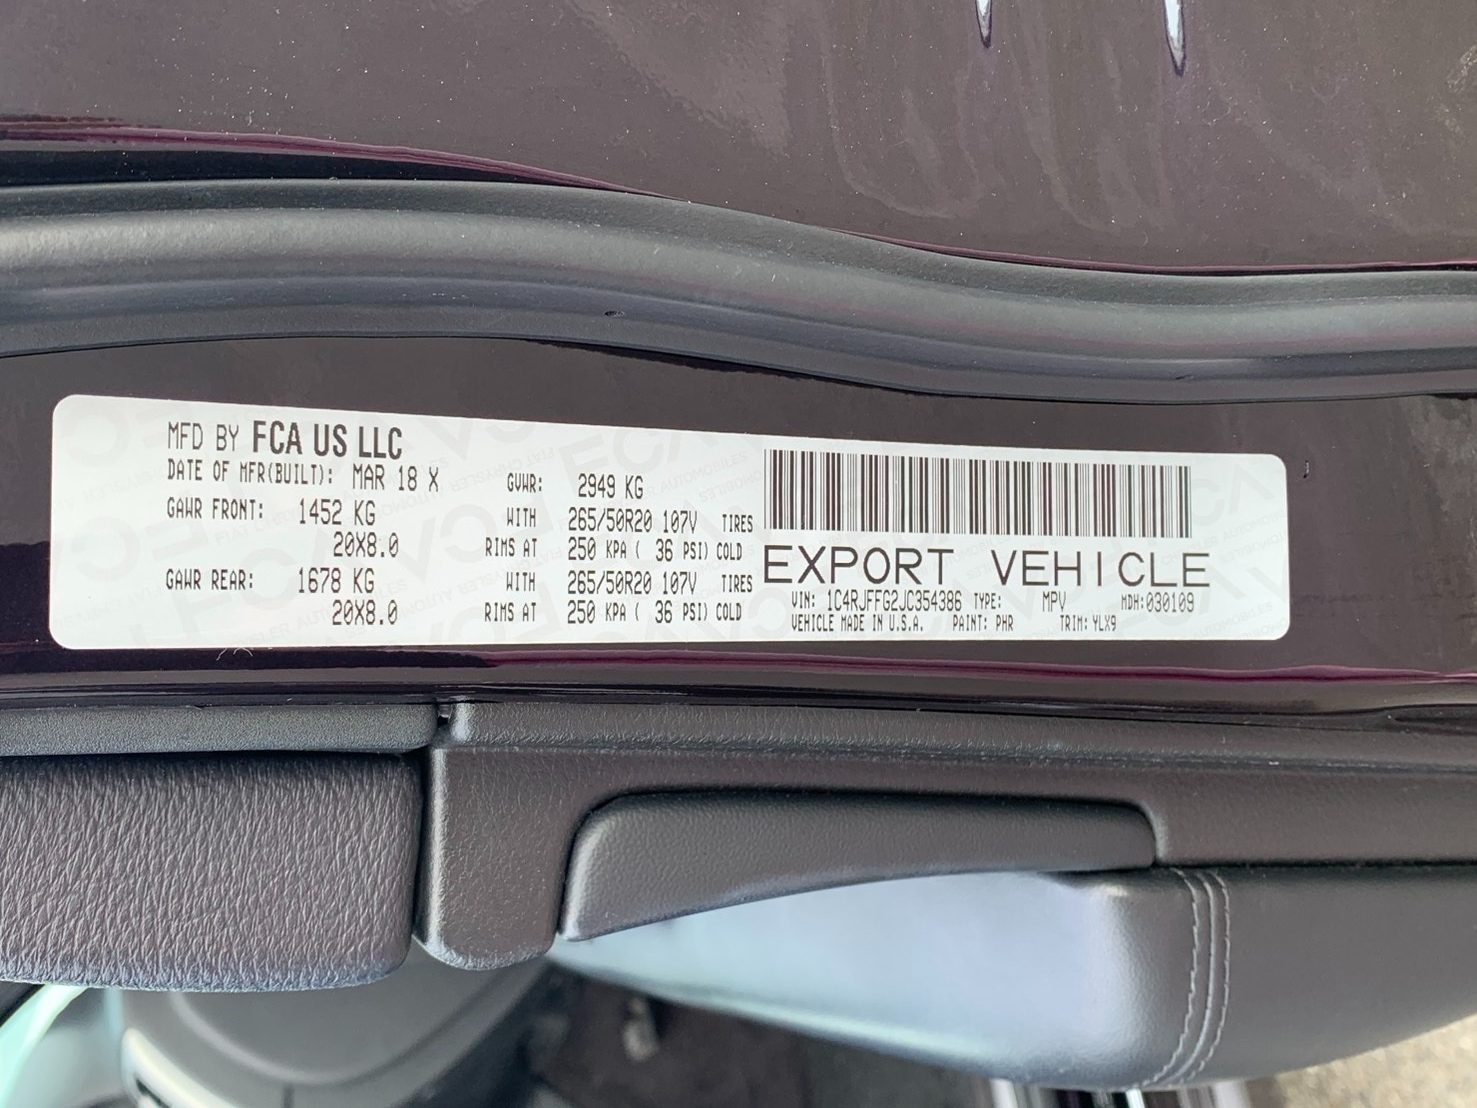 MFD BY FCA US LLC
DATE OF MFR(BUILT): MAR 18 X GVWR: 2949 KG
GAWR FRONT: 1452 KG WITH 265/50R20 107V TIRES
20X8.0 RIMS AT 250 KPA ( 36 PSI) COLD
GAWR REAR: 1678 KG WITH 265/50R20 107V TIRES
20X8.0 RIMS AT 250 KPA ( 36 PSI) COLD
EXPORT VEHICLE
VIN: 1C4RJFFG2JC354386 TYPE: MPV MDH:030109
VEHICLE MADE IN U.S.A. PAINT: PHR TRIM: YLX9